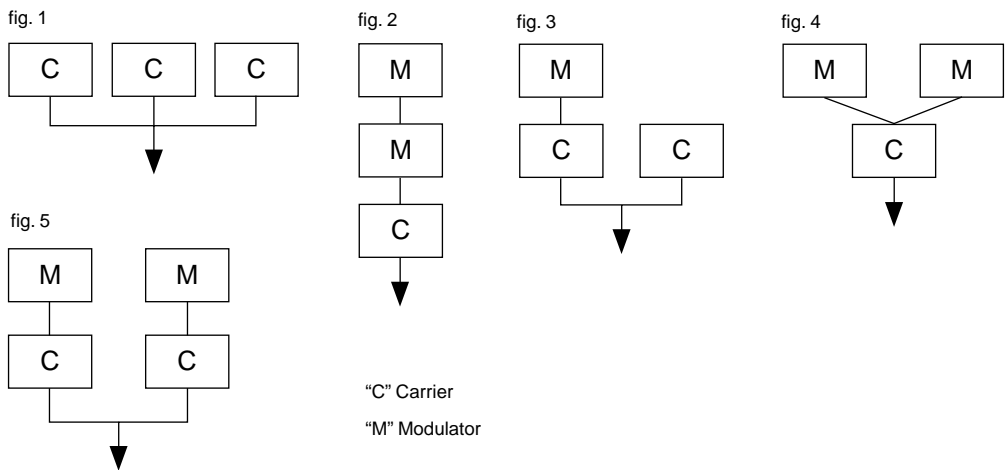 fig. 1
C C C
fig. 2
M
M
C
fig. 3
M
C C
fig. 4
M M
C
fig. 5
M M
C C
“C” Carrier
“M” Modulator